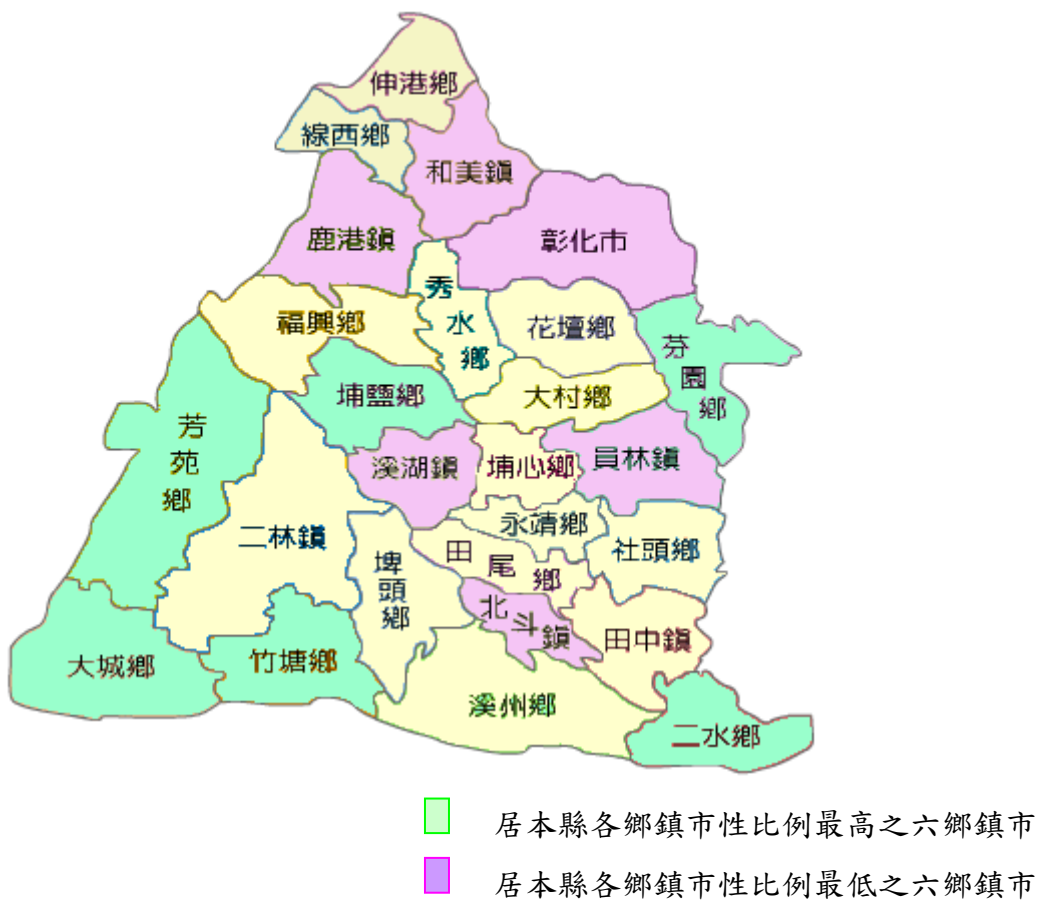 伸港鄉
線西鄉
和美鎮
鹿港鎮
彰化市
秀水鄉
福興鄉
花壇鄉
芬園鄉
埔鹽鄉
大村鄉
芳苑鄉
溪湖鎮
埔心鄉
員林鎮
二林鎮
永靖鄉
社頭鄉
田尾鄉
埤頭鄉
北斗鎮
田中鎮
大城鄉
竹塘鄉
溪州鄉
二水鄉
居本縣各鄉鎮市性比例最高之六鄉鎮市
居本縣各鄉鎮市性比例最低之六鄉鎮市